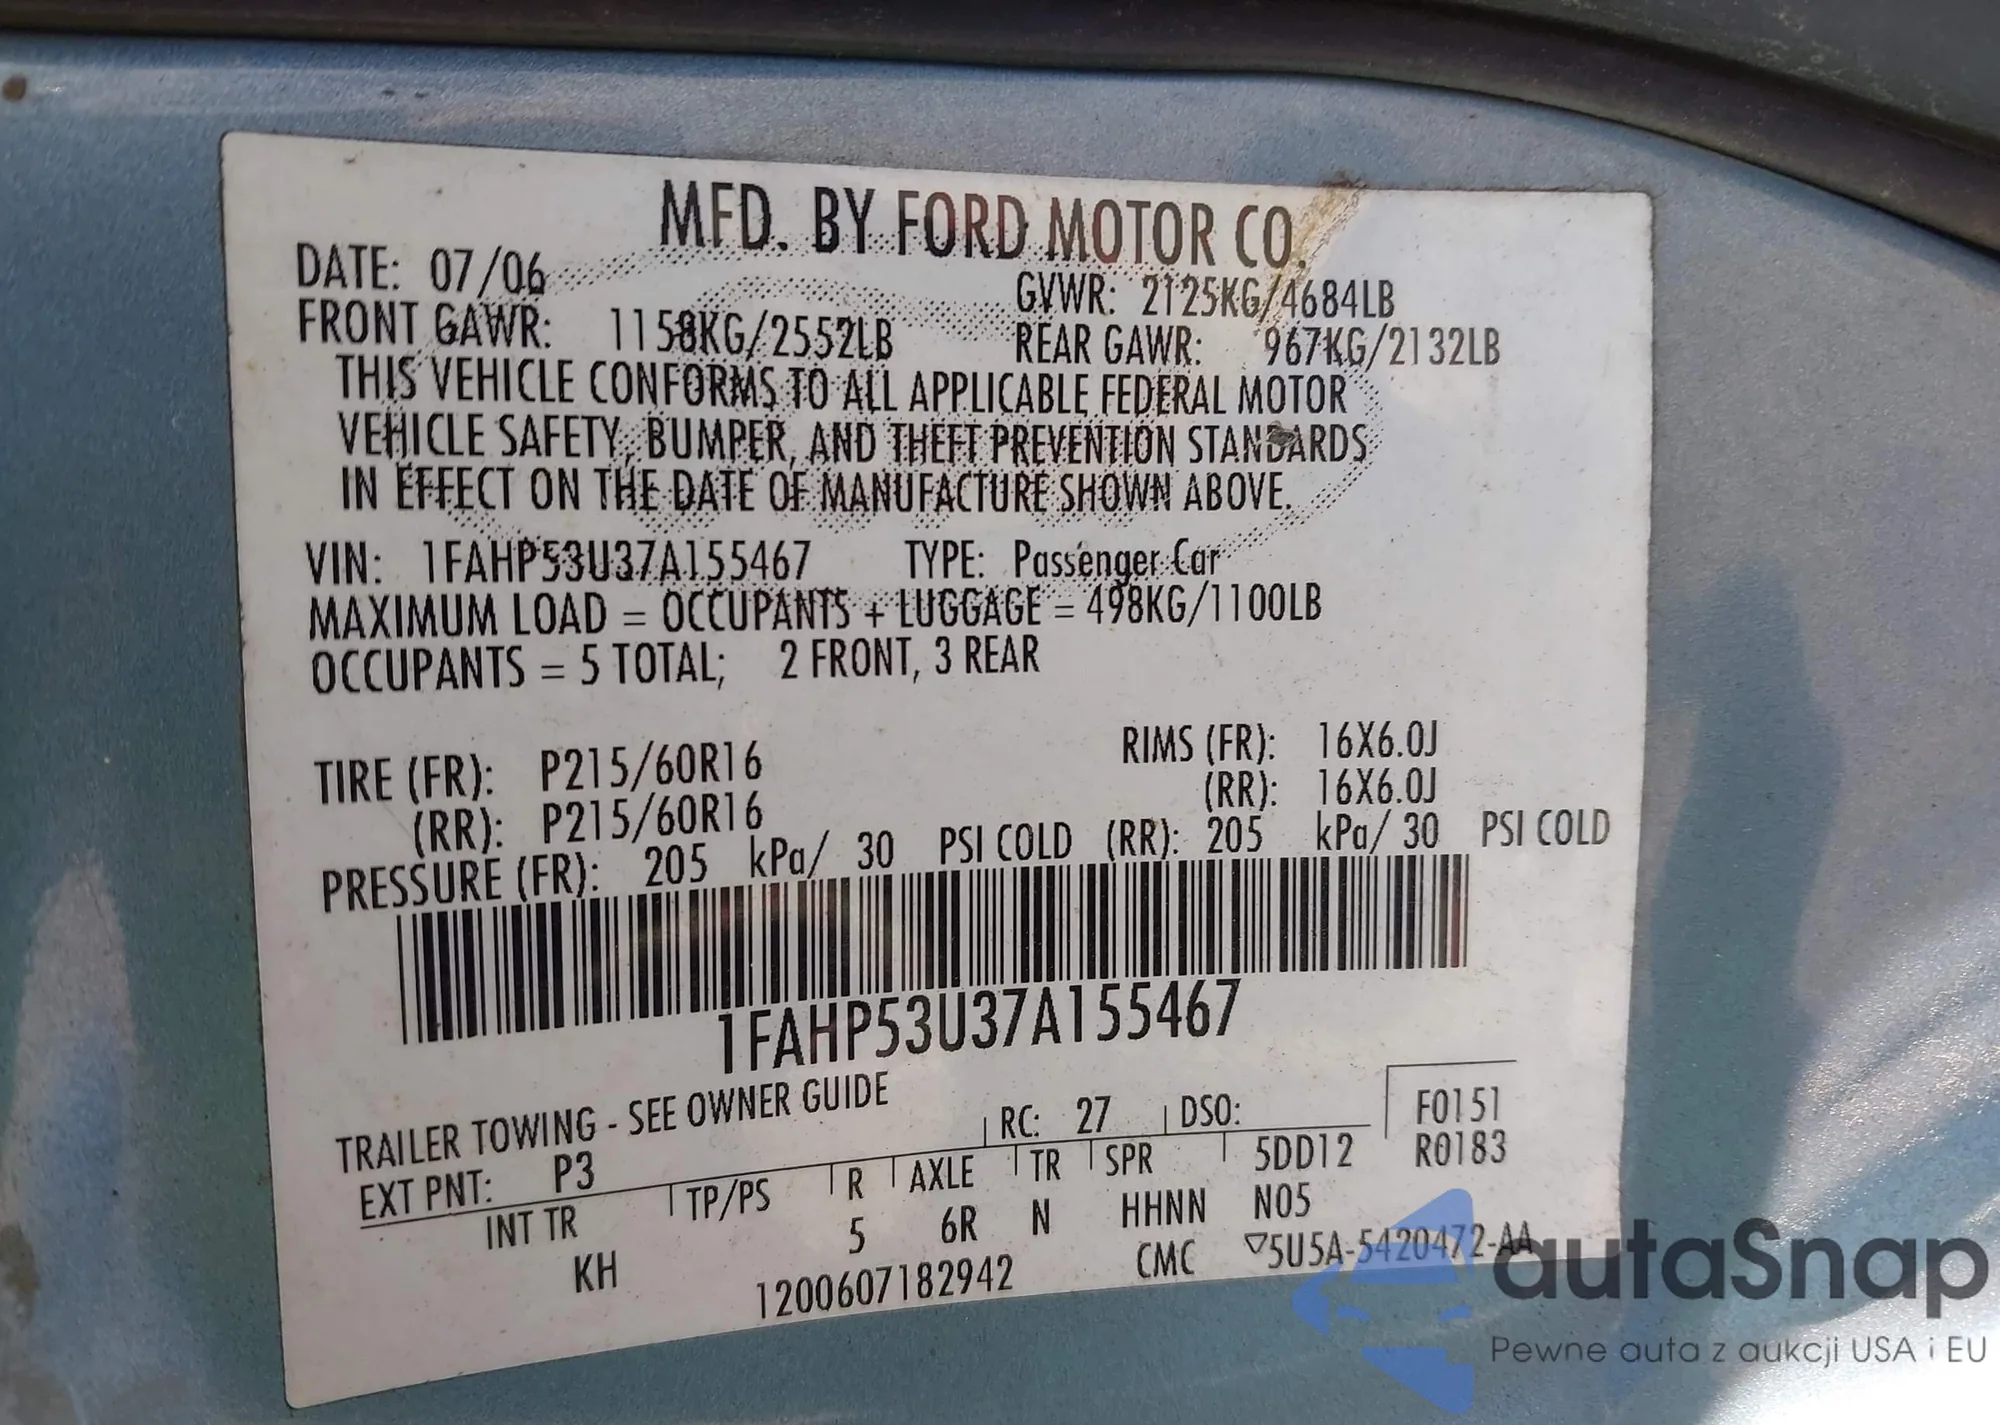 MFD. BY FORD MOTOR CO.
DATE: 07/06 GVWR: 2125KG/4684LB
FRONT GAWR: 1158KG/2552LB REAR GAWR: 967KG/2132LB
THIS VEHICLE CONFORMS TO ALL APPLICABLE FEDERAL MOTOR
VEHICLE SAFETY, BUMPER, AND THEFT PREVENTION STANDARDS
IN EFFECT ON THE DATE OF MANUFACTURE SHOWN ABOVE.
VIN: 1FAHP53U37A155467 TYPE: Passenger Car
MAXIMUM LOAD = OCCUPANTS + LUGGAGE = 498KG/1100LB
OCCUPANTS = 5 TOTAL; 2 FRONT, 3 REAR
TIRE (FR): P215/60R16 RIMS (FR): 16X6.0J
(RR): P215/60R16 (RR): 16X6.0J
PRESSURE (FR): 205 kPa/ 30 PSI COLD (RR): 205 kPa/ 30 PSI COLD
1FAHP53U37A155467
TRAILER TOWING - SEE OWNER GUIDE RC: 27 DSO: F0151
EXT PNT: P3 R0183
INT TR TP/PS R AXLE TR SPR 5DD12
KH 5 6R N HHNN N05
1200607182942 CMC ▽5U5A-5420472-AA
autaSnap
Pewne auta z aukcji USA i EU